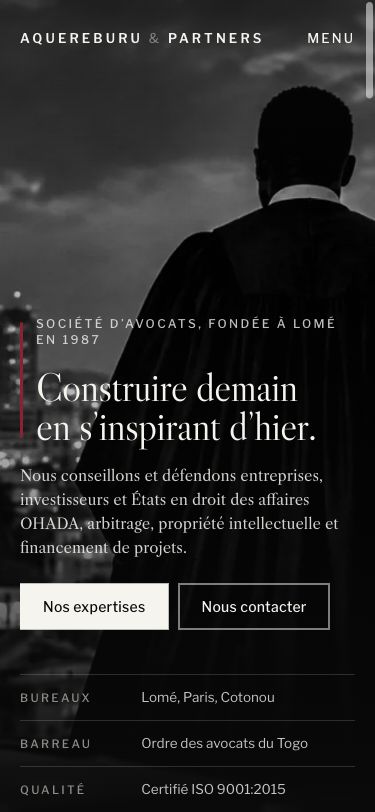 AQUEREBURU & PARTNERS
MENU
SOCIÉTÉ D'AVOCATS, FONDÉE À LOMÉ
EN 1987
Construire demain
en s'inspirant d'hier.
Nous conseillons et défendons entreprises,
investisseurs et États en droit des affaires
OHADA, arbitrage, propriété intellectuelle et
financement de projets.
Nos expertises
Nous contacter
BUREAUX
Lomé, Paris, Cotonou
BARREAU
Ordre des avocats du Togo
QUALITÉ
Certifié ISO 9001:2015